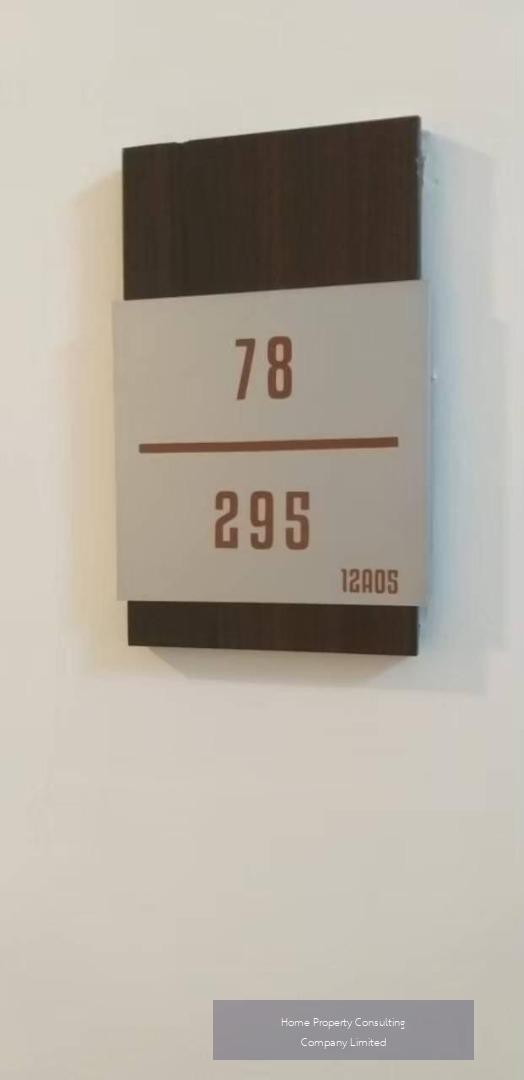 78
295
12A05
Home Property Consulting
Company Limited